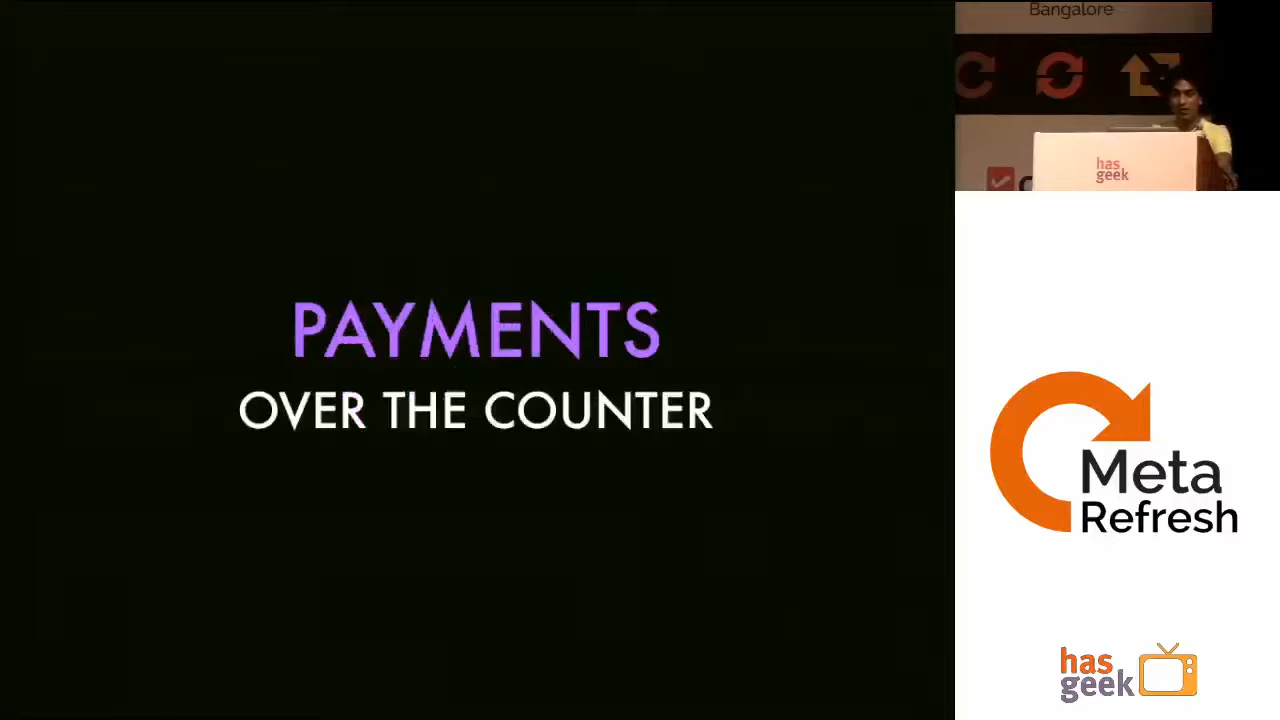 PAYMENTS
OVER THE COUNTER
Bangalore
has
geek
Meta
Refresh
has
geek